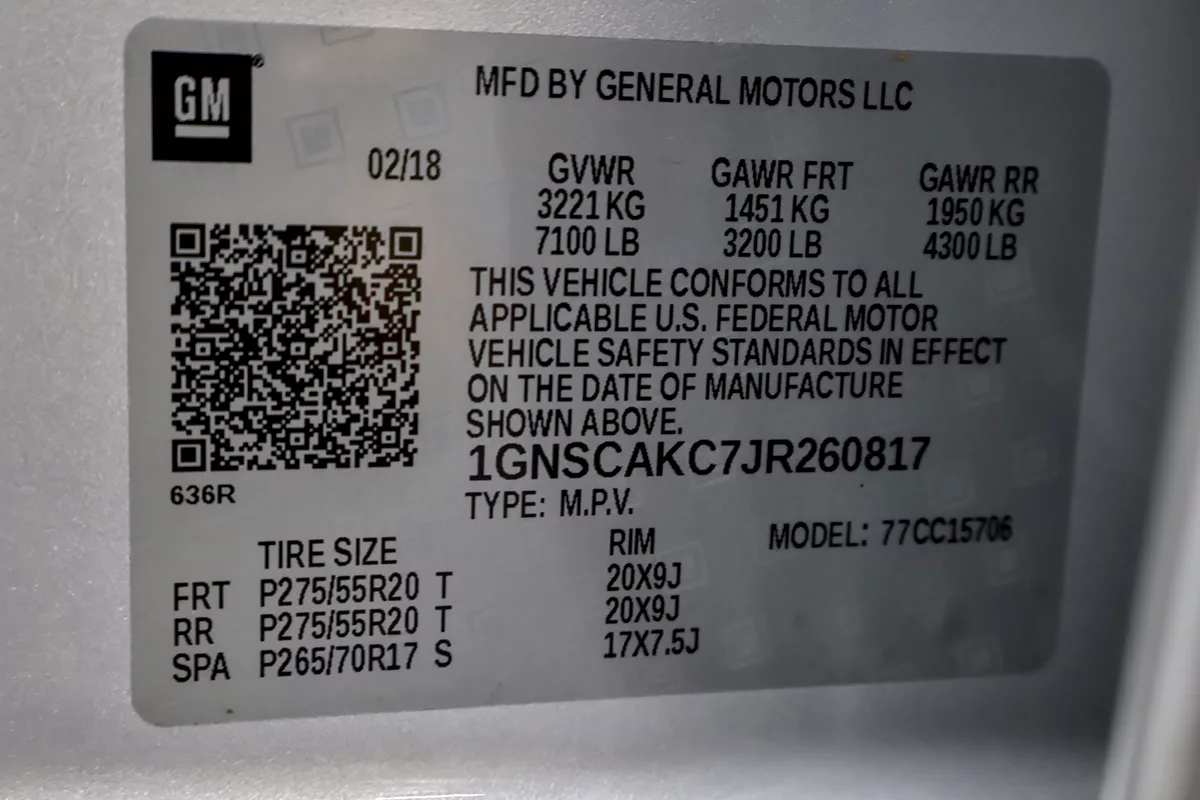 GM
MFD BY GENERAL MOTORS LLC
02/18
GVWR GAWR FRT GAWR RR
3221 KG 1451 KG 1950 KG
7100 LB 3200 LB 4300 LB
THIS VEHICLE CONFORMS TO ALL
APPLICABLE U.S. FEDERAL MOTOR
VEHICLE SAFETY STANDARDS IN EFFECT
ON THE DATE OF MANUFACTURE
SHOWN ABOVE.
1GNSCAKC7JR260817
636R
TYPE: M.P.V.
MODEL: 77CC15706
TIRE SIZE RIM
FRT P275/55R20 T 20X9J
RR P275/55R20 T 20X9J
SPA P265/70R17 S 17X7.5J